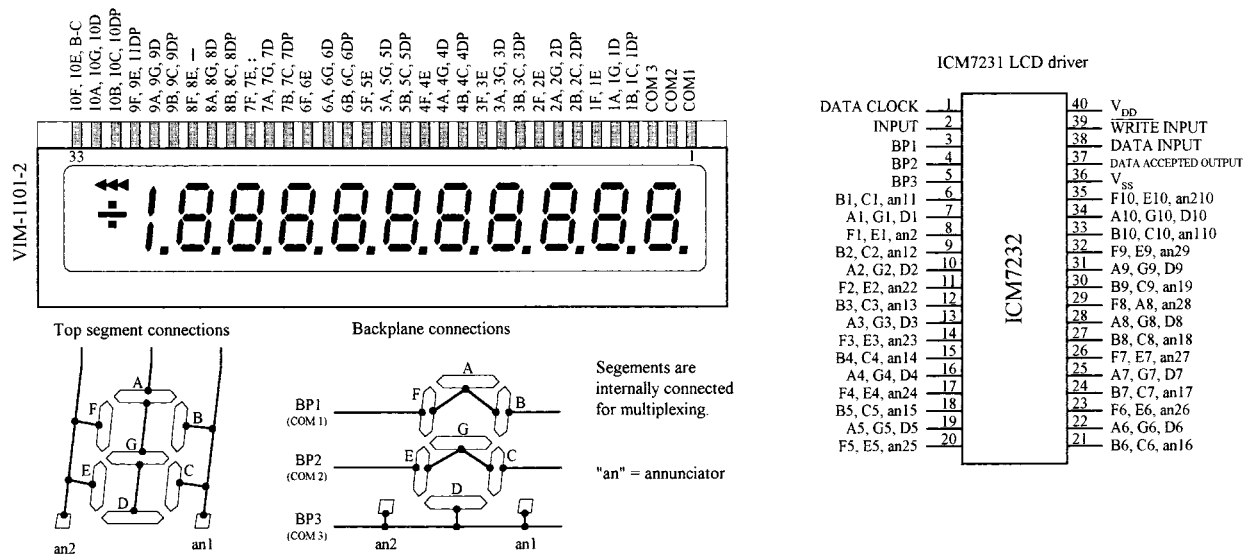 10F, 10E, B-C
10A, 10G, 10D
10B, 10C, 10DP
9F, 9E, 11DP
9A, 9G, 9D
9B, 9C, 9DP
8F, 8E, —
8A, 8G, 8D
8B, 8C, 8DP
7F, 7E, :
7A, 7G, 7D
7B, 7C, 7DP
6F, 6E
6A, 6G, 6D
6B, 6C, 6DP
5F, 5E
5A, 5G, 5D
5B, 5C, 5DP
4F, 4E
4A, 4G, 4D
4B, 4C, 4DP
3F, 3E
3A, 3G, 3D
3B, 3C, 3DP
2F, 2E
2A, 2G, 2D
2B, 2C, 2DP
1F, 1E
1A, 1G, 1D
1B, 1C, 1DP
COM 3
COM2
COM1
33
1
VIM-1101-2
1.8.8.8.8.8.8.8.8.8.8.
Top segment connections
A
F
B
G
E
C
D
an2
an1
Backplane connections
A
F
B
BP1
(COM 1)
G
E
C
BP2
(COM 2)
D
BP3
(COM 3)
an2
an1
Segements are
internally connected
for multiplexing.
"an" = annunciator
ICM7231 LCD driver
ICM7232
DATA CLOCK 1
INPUT 2
BP1 3
BP2 4
BP3 5
B1, C1, an11 6
A1, G1, D1 7
F1, E1, an2 8
B2, C2, an12 9
A2, G2, D2 10
F2, E2, an22 11
B3, C3, an13 12
A3, G3, D3 13
F3, E3, an23 14
B4, C4, an14 15
A4, G4, D4 16
F4, E4, an24 17
B5, C5, an15 18
A5, G5, D5 19
F5, E5, an25 20
40 VDD
39 WRITE INPUT
38 DATA INPUT
37 DATA ACCEPTED OUTPUT
36 VSS
35 F10, E10, an210
34 A10, G10, D10
33 B10, C10, an110
32 F9, E9, an29
31 A9, G9, D9
30 B9, C9, an19
29 F8, A8, an28
28 A8, G8, D8
27 B8, C8, an18
26 F7, E7, an27
25 A7, G7, D7
24 B7, C7, an17
23 F6, E6, an26
22 A6, G6, D6
21 B6, C6, an16